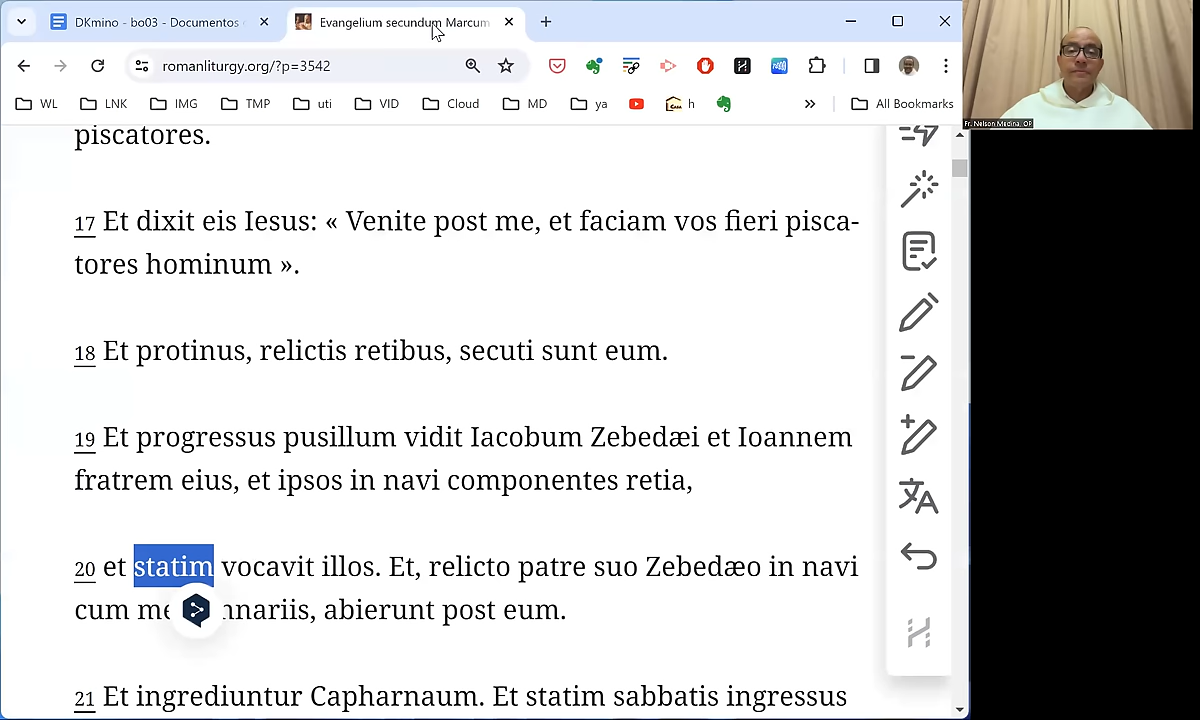 DKmino - bo03 - Documentos
Evangelium secundum Marcum
romanliturgy.org/?p=3542
WL
LNK
IMG
TMP
uti
VID
Cloud
MD
ya
h
All Bookmarks
Fr. Nelson Medina, OP
piscatores.
17 Et dixit eis Iesus: « Venite post me, et faciam vos fieri pisca-
tores hominum ».
18 Et protinus, relictis retibus, secuti sunt eum.
19 Et progressus pusillum vidit Iacobum Zebedæi et Ioannem
fratrem eius, et ipsos in navi componentes retia,
20 et statim vocavit illos. Et, relicto patre suo Zebedæo in navi
cum me nnariis, abierunt post eum.
21 Et ingrediuntur Capharnaum. Et statim sabbatis ingressus